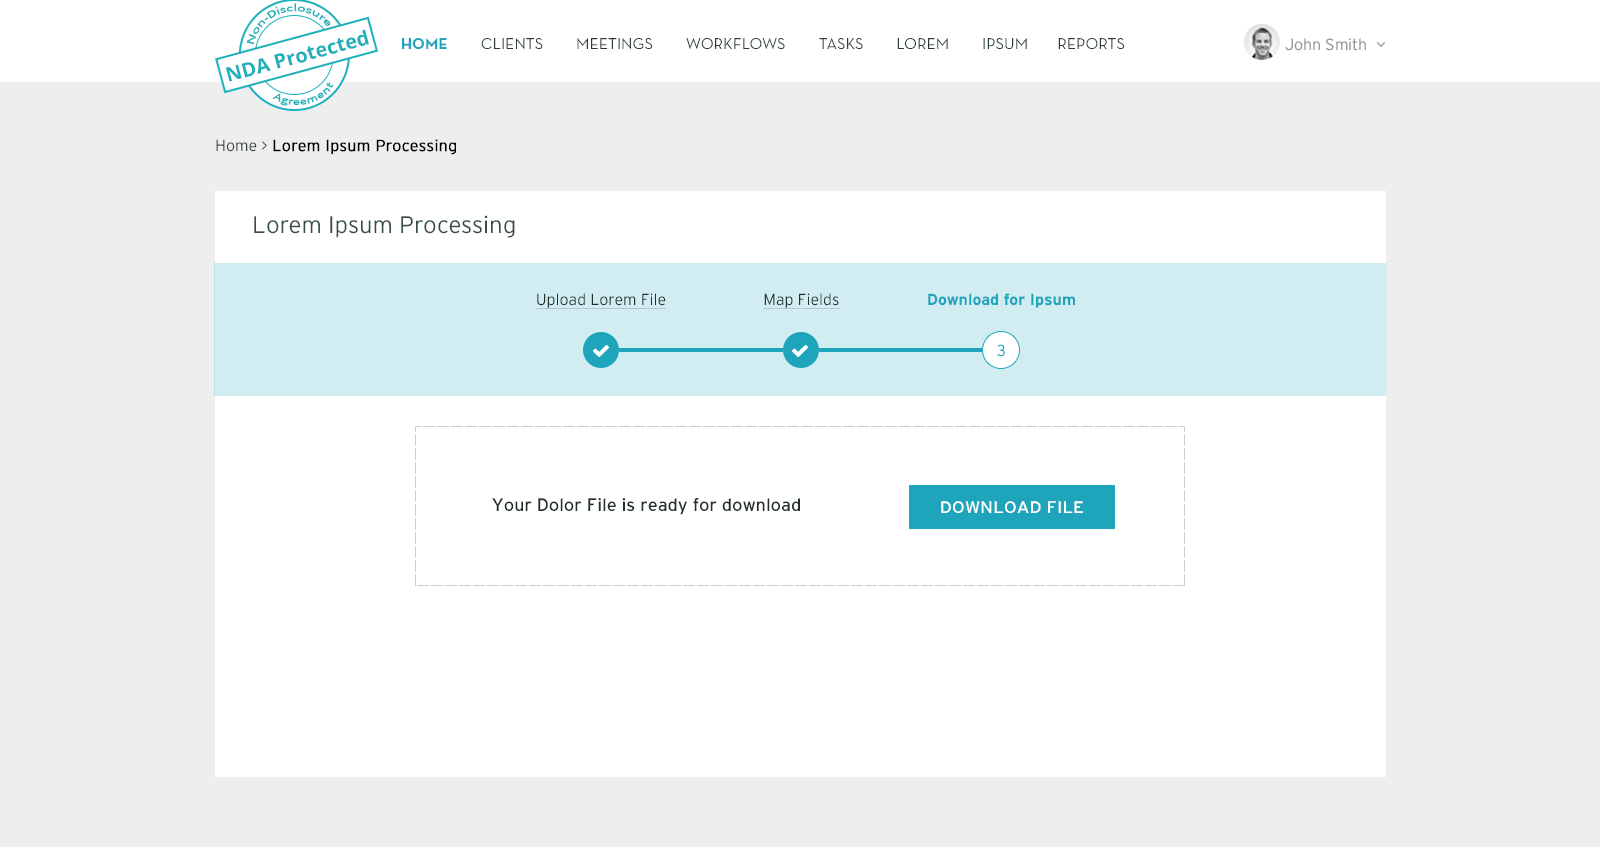 Non-Disclosure
NDA Protected
Agreement
HOME CLIENTS MEETINGS WORKFLOWS TASKS LOREM IPSUM REPORTS
John Smith
Home > Lorem Ipsum Processing
Lorem Ipsum Processing
Upload Lorem File Map Fields Download for Ipsum
3
Your Dolor File is ready for download
DOWNLOAD FILE